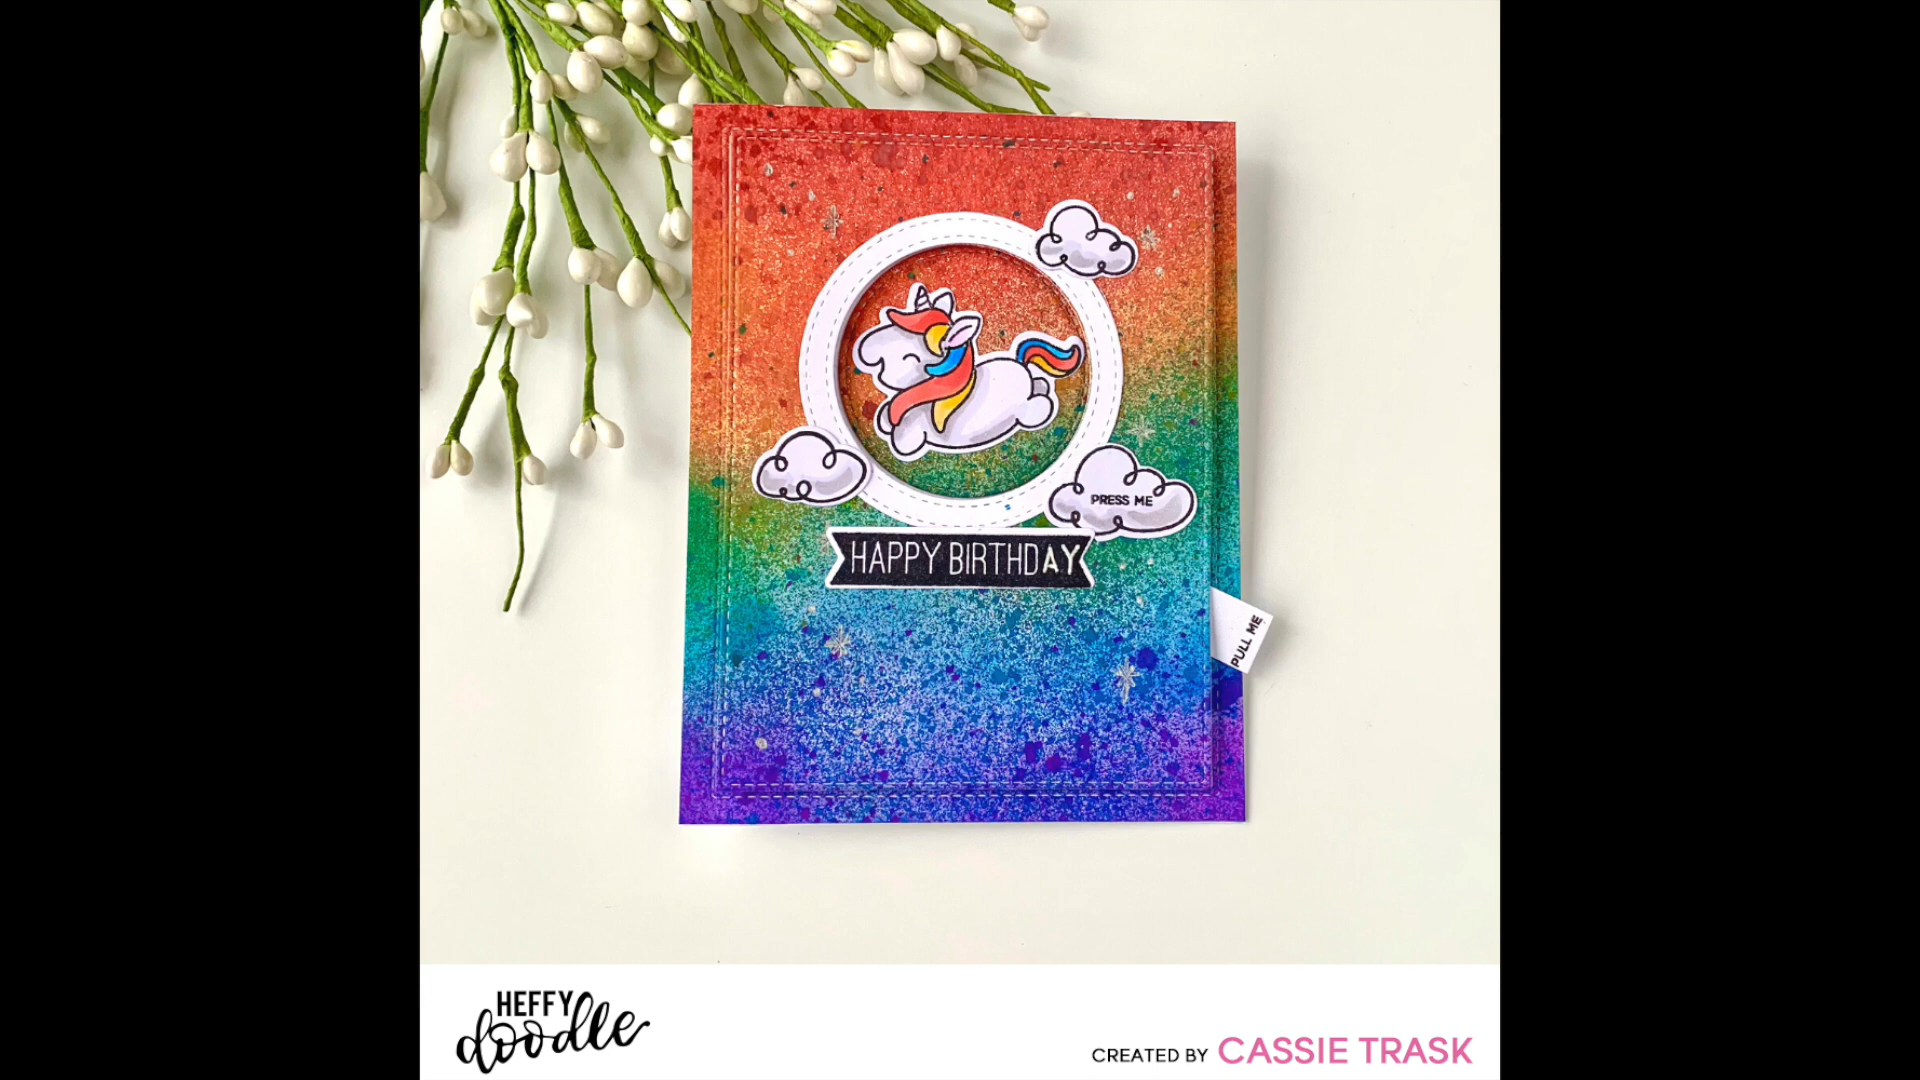 PRESS ME
HAPPY BIRTHDAY
PULL ME
HEFFY
doodle
CREATED BY CASSIE TRASK